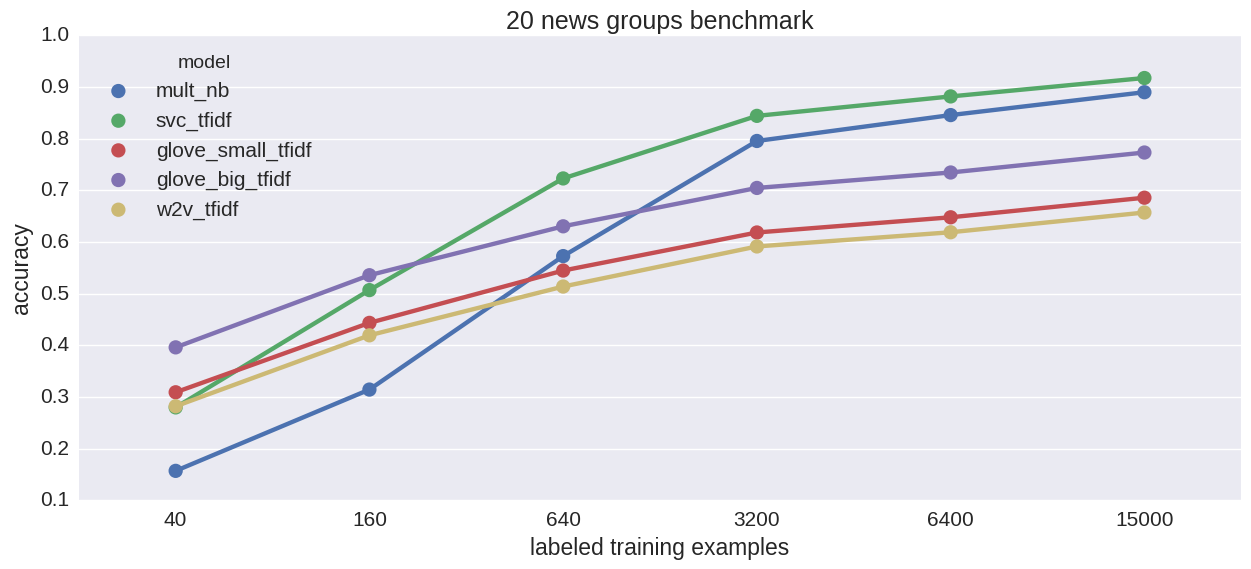 20 news groups benchmark
1.0
0.9
0.8
0.7
0.6
0.5
0.4
0.3
0.2
0.1
accuracy
model
mult_nb
svc_tfidf
glove_small_tfidf
glove_big_tfidf
w2v_tfidf
40 160 640 3200 6400 15000
labeled training examples